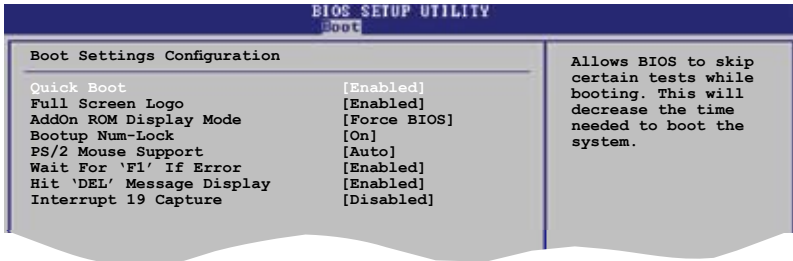 BIOS SETUP UTILITY
Boot
Boot Settings Configuration
Quick Boot [Enabled]
Full Screen Logo [Enabled]
AddOn ROM Display Mode [Force BIOS]
Bootup Num-Lock [On]
PS/2 Mouse Support [Auto]
Wait For ‘F1’ If Error [Enabled]
Hit ‘DEL’ Message Display [Enabled]
Interrupt 19 Capture [Disabled]
Allows BIOS to skip
certain tests while
booting. This will
decrease the time
needed to boot the
system.